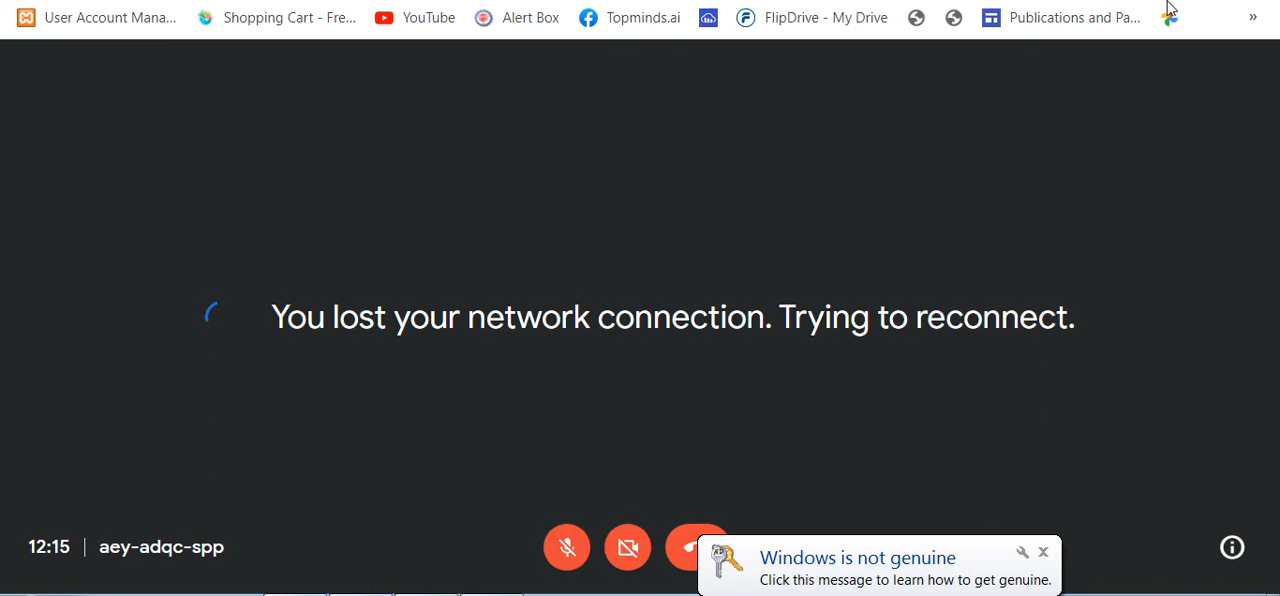 User Account Mana... Shopping Cart - Fre... YouTube Alert Box Topminds.ai FlipDrive - My Drive Publications and Pa... »
You lost your network connection. Trying to reconnect.
12:15 | aey-adqc-spp
Windows is not genuine
Click this message to learn how to get genuine.